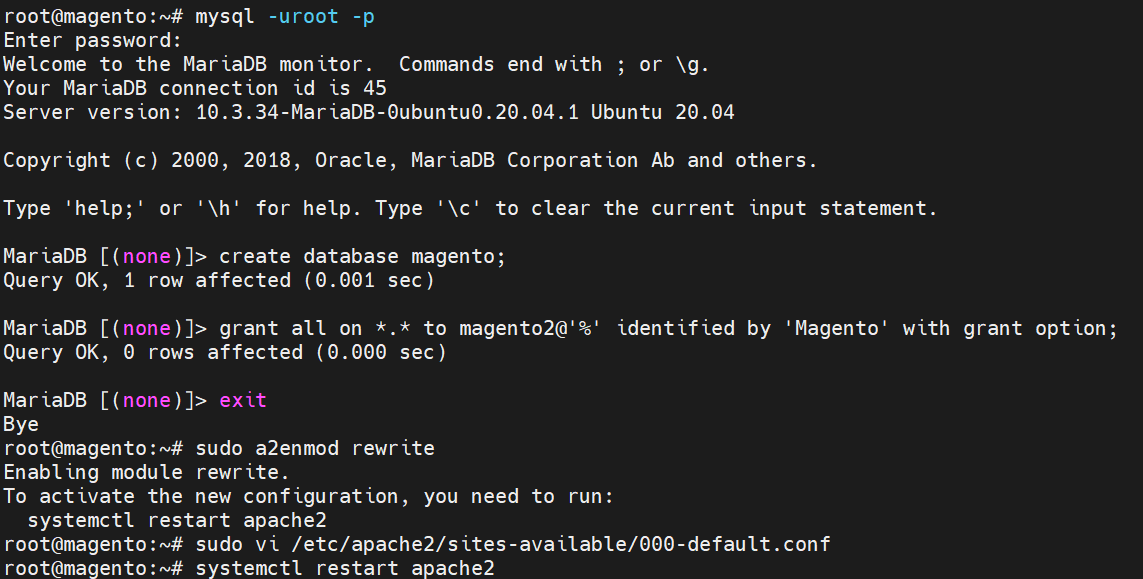 root@magento:~# mysql -uroot -p
Enter password:
Welcome to the MariaDB monitor.  Commands end with ; or \g.
Your MariaDB connection id is 45
Server version: 10.3.34-MariaDB-0ubuntu0.20.04.1 Ubuntu 20.04
Copyright (c) 2000, 2018, Oracle, MariaDB Corporation Ab and others.
Type 'help;' or '\h' for help. Type '\c' to clear the current input statement.
MariaDB [(none)]> create database magento;
Query OK, 1 row affected (0.001 sec)
MariaDB [(none)]> grant all on *.* to magento2@'%' identified by 'Magento' with grant option;
Query OK, 0 rows affected (0.000 sec)
MariaDB [(none)]> exit
Bye
root@magento:~# sudo a2enmod rewrite
Enabling module rewrite.
To activate the new configuration, you need to run:
  systemctl restart apache2
root@magento:~# sudo vi /etc/apache2/sites-available/000-default.conf
root@magento:~# systemctl restart apache2